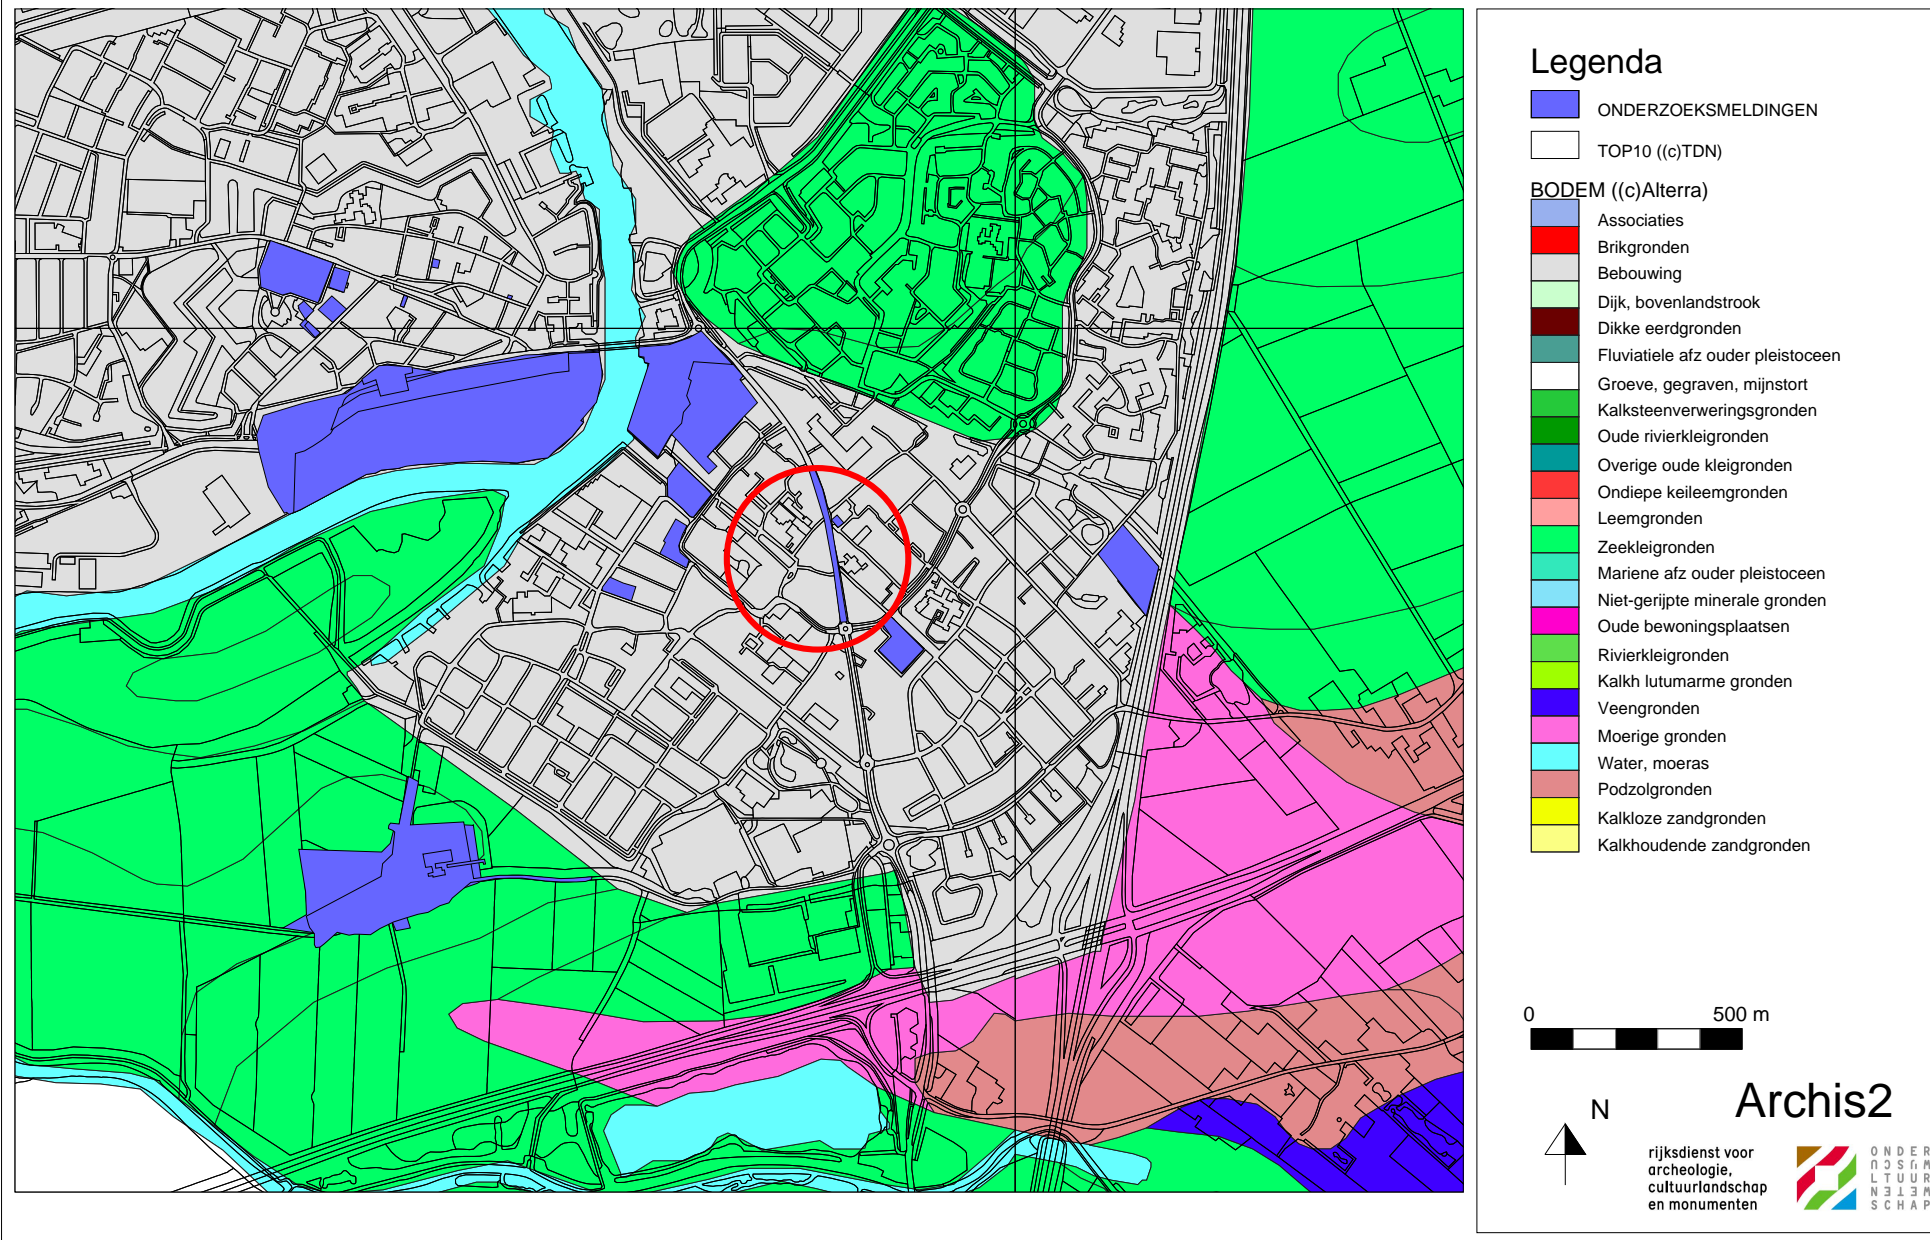 Legenda
ONDERZOEKSMELDINGEN
TOP10 ((c)TDN)
BODEM ((c)Alterra)
Associaties
Brikgronden
Bebouwing
Dijk, bovenlandstrook
Dikke eerdgronden
Fluviatiele afz ouder pleistoceen
Groeve, gegraven, mijnstort
Kalksteenverweringsgronden
Oude rivierkleigronden
Overige oude kleigronden
Ondiepe keileemgronden
Leemgronden
Zeekleigronden
Mariene afz ouder pleistoceen
Niet-gerijpte minerale gronden
Oude bewoningsplaatsen
Rivierkleigronden
Kalkh lutumarme gronden
Veengronden
Moerige gronden
Water, moeras
Podzolgronden
Kalkloze zandgronden
Kalkhoudende zandgronden
0 500 m
N
Archis2
rijksdienst voor
archeologie,
cultuurlandschap
en monumenten
ONDER
LTUUR
SCHAP